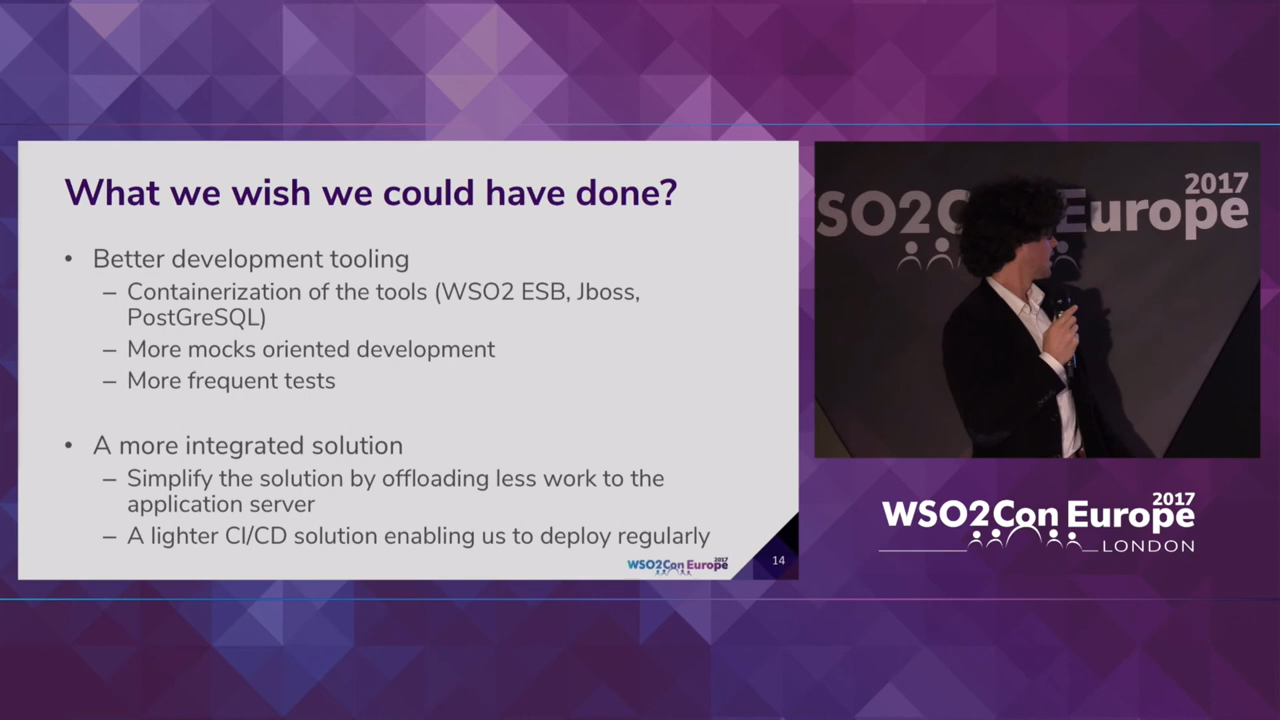 What we wish we could have done?
• Better development tooling
– Containerization of the tools (WSO2 ESB, Jboss,
PostGreSQL)
– More mocks oriented development
– More frequent tests
• A more integrated solution
– Simplify the solution by offloading less work to the
application server
– A lighter CI/CD solution enabling us to deploy regularly
WSO2Con Europe 2017
14
2017
SO2C Europe
2017
WSO2Con Europe
LONDON